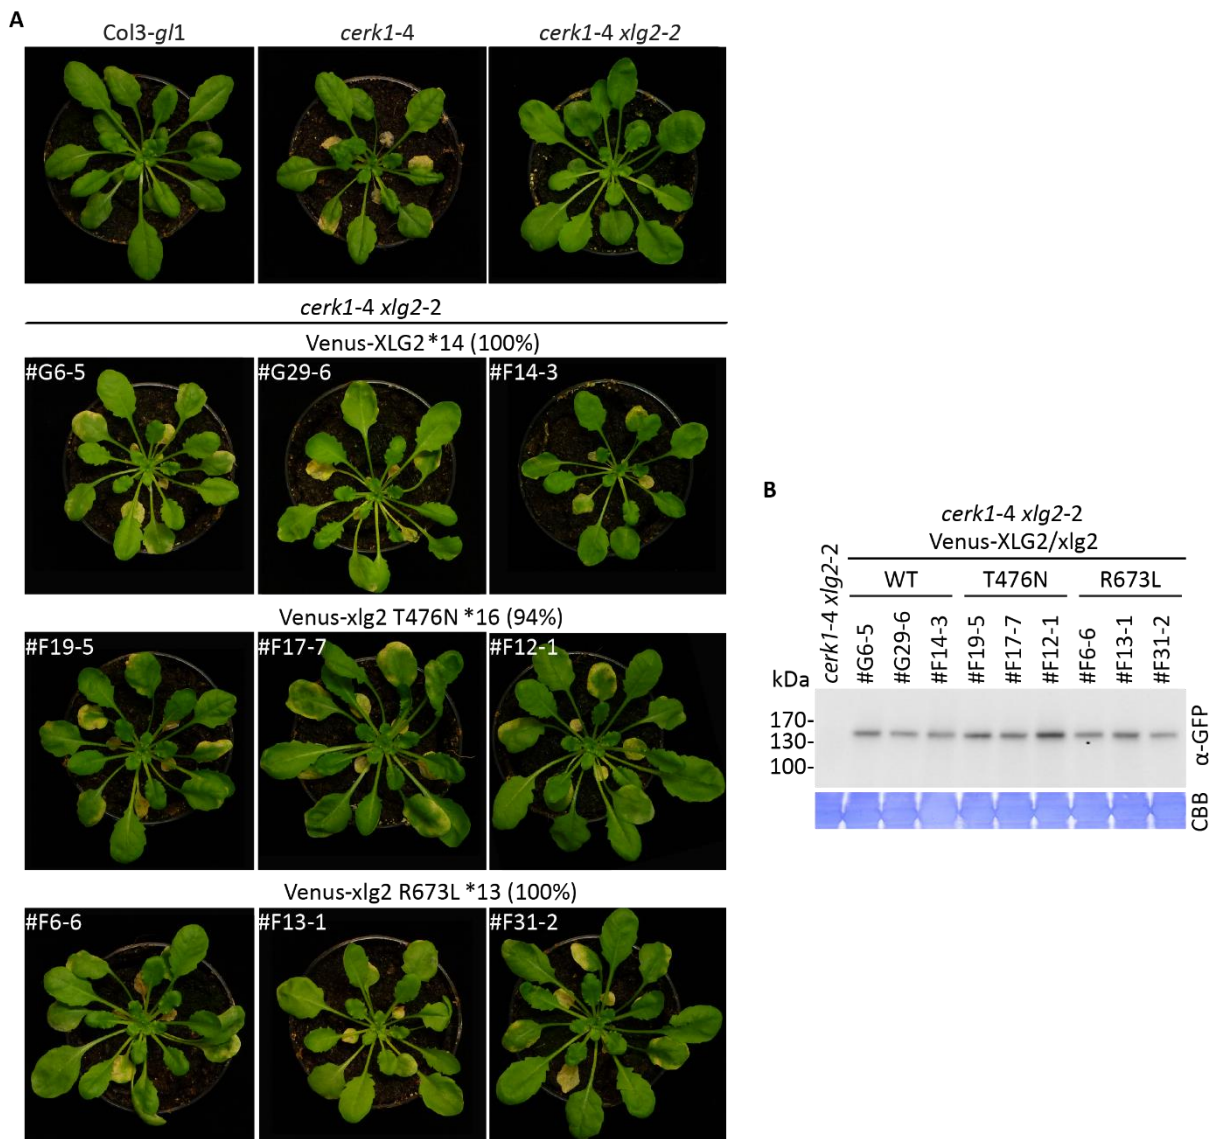 A
Col3-gl1 cerk1-4 cerk1-4 xlg2-2
cerk1-4 xlg2-2
Venus-XLG2 *14 (100%)
#G6-5 #G29-6 #F14-3
Venus-xlg2 T476N *16 (94%)
#F19-5 #F17-7 #F12-1
Venus-xlg2 R673L *13 (100%)
#F6-6 #F13-1 #F31-2
B
cerk1-4 xlg2-2
Venus-XLG2/xlg2
WT T476N R673L
cerk1-4 xlg2-2 #G6-5 #G29-6 #F14-3 #F19-5 #F17-7 #F12-1 #F6-6 #F13-1 #F31-2
kDa
170-
130-
100-
α-GFP
CBB